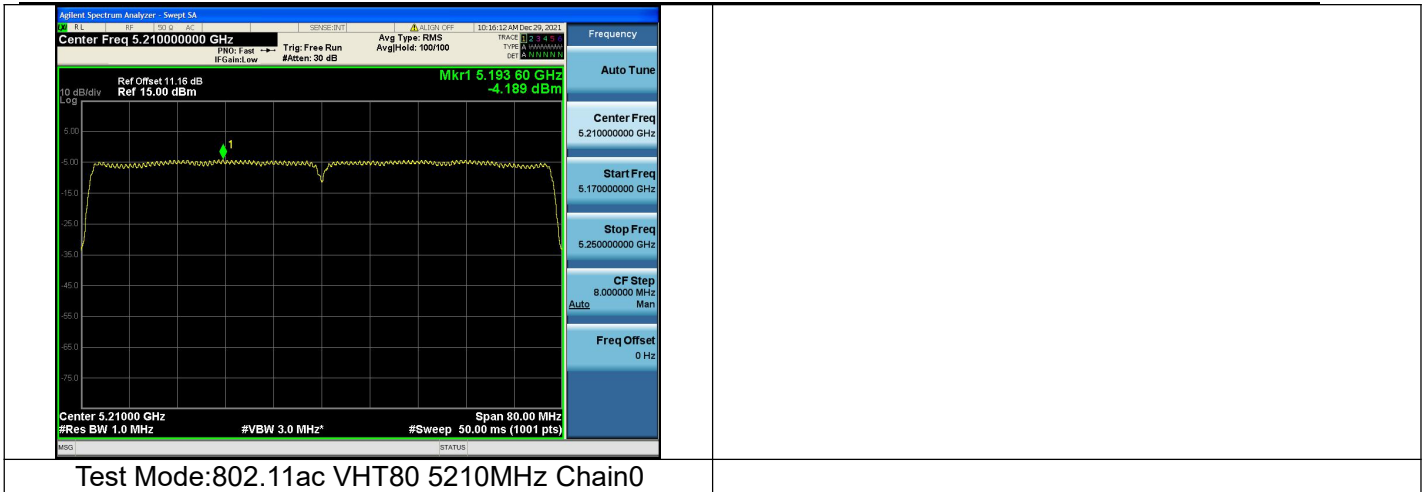 Agilent Spectrum Analyzer - Swept SA
RL RF 50 Ω AC SENSE:INT ALIGN OFF 10:16:12 AM Dec 29, 2021
Center Freq 5.210000000 GHz
PNO: Fast
IFGain:Low
Trig: Free Run
#Atten: 30 dB
Avg Type: RMS
Avg|Hold: 100/100
TRACE 1 2 3 4 5 6
TYPE A WWWWW
DET A N N N N N
Frequency
Mkr1 5.193 60 GHz
-4.189 dBm
Ref Offset 11.16 dB
10 dB/div Ref 15.00 dBm
Log
5.00
-5.00
-15.0
-25.0
-35.0
-45.0
-55.0
-65.0
-75.0
1
Center 5.21000 GHz Span 80.00 MHz
#Res BW 1.0 MHz #VBW 3.0 MHz* #Sweep 50.00 ms (1001 pts)
MSG STATUS
Auto Tune
Center Freq
5.210000000 GHz
Start Freq
5.170000000 GHz
Stop Freq
5.250000000 GHz
CF Step
8.000000 MHz
Auto Man
Freq Offset
0 Hz
Test Mode:802.11ac VHT80 5210MHz Chain0